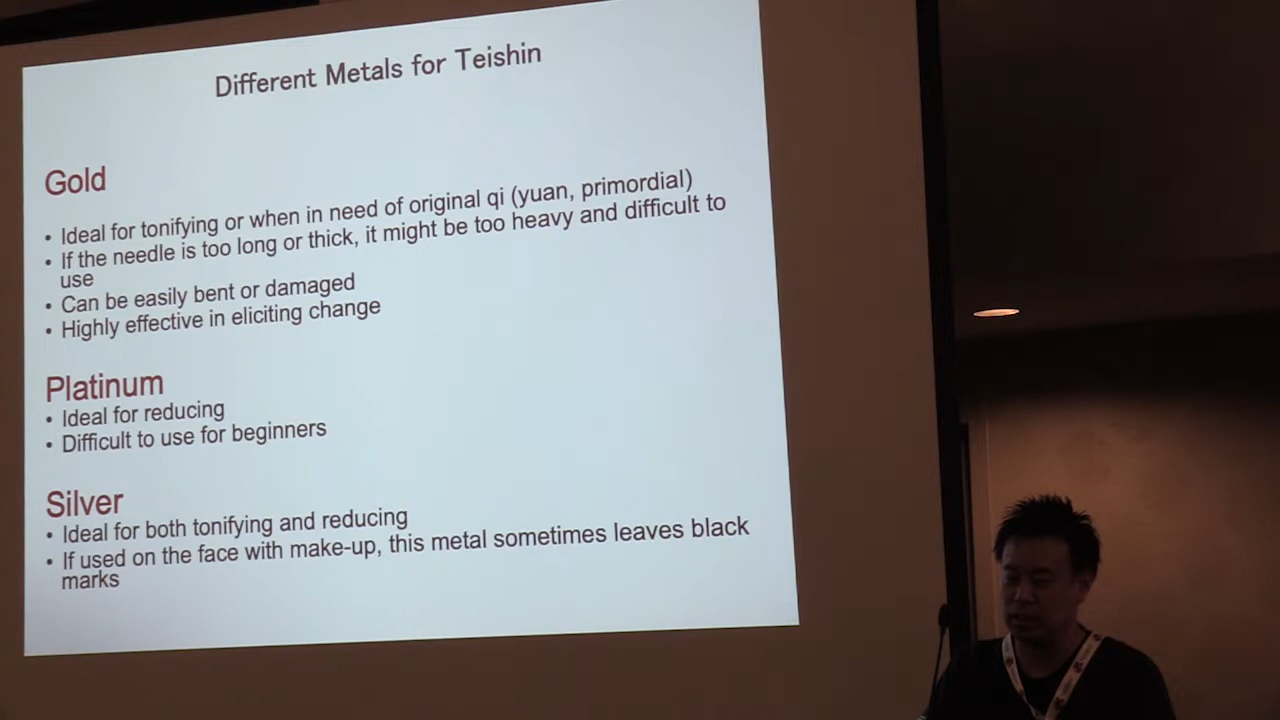 Different Metals for Teishin
Gold
• Ideal for tonifying or when in need of original qi (yuan, primordial)
• If the needle is too long or thick, it might be too heavy and difficult to
use
• Can be easily bent or damaged
• Highly effective in eliciting change
Platinum
• Ideal for reducing
• Difficult to use for beginners
Silver
• Ideal for both tonifying and reducing
• If used on the face with make-up, this metal sometimes leaves black
marks